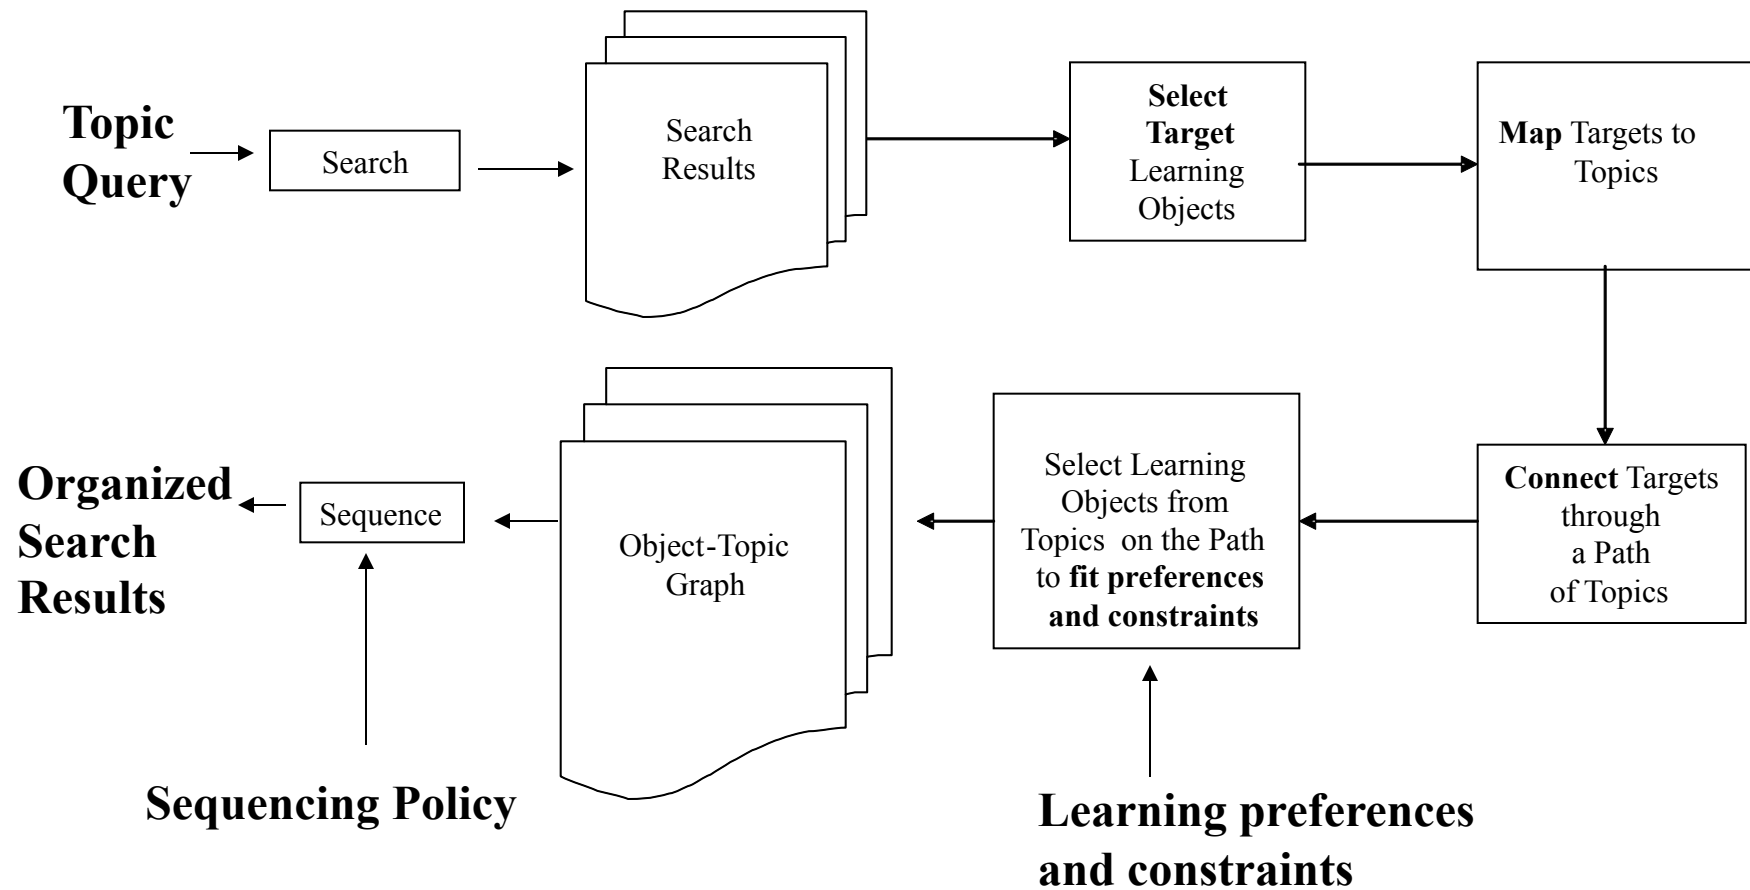 Topic
Query
Search
Search
Results
Select
Target
Learning
Objects
Map Targets to
Topics
Connect Targets
through
a Path
of Topics
Select Learning
Objects from
Topics on the Path
to fit preferences
and constraints
Object-Topic
Graph
Sequence
Organized
Search
Results
Sequencing Policy
Learning preferences
and constraints